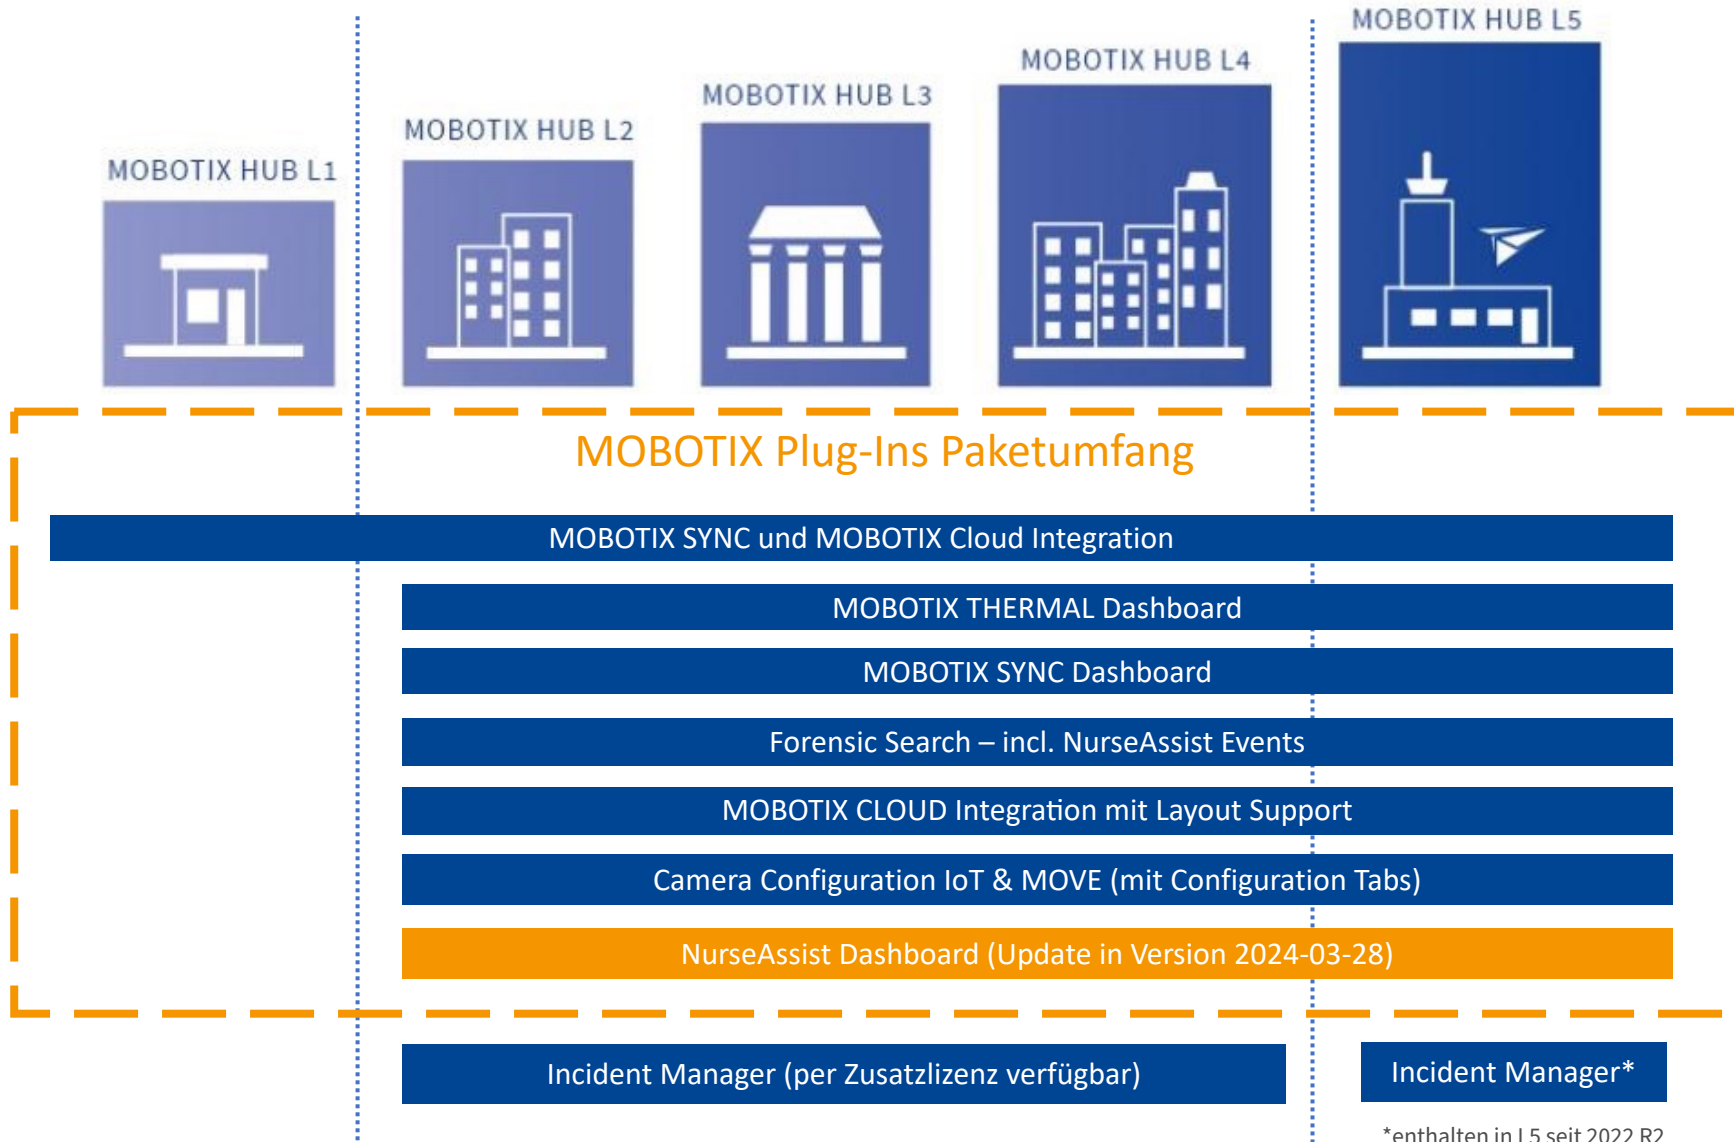 MOBOTIX HUB L1
MOBOTIX HUB L2
MOBOTIX HUB L3
MOBOTIX HUB L4
MOBOTIX HUB L5
MOBOTIX Plug-Ins Paketumfang
MOBOTIX SYNC und MOBOTIX Cloud Integration
MOBOTIX THERMAL Dashboard
MOBOTIX SYNC Dashboard
Forensic Search – incl. NurseAssist Events
MOBOTIX CLOUD Integration mit Layout Support
Camera Configuration IoT & MOVE (mit Configuration Tabs)
NurseAssist Dashboard (Update in Version 2024-03-28)
Incident Manager (per Zusatzlizenz verfügbar)
Incident Manager*
*enthalten in L5 seit 2022 R2